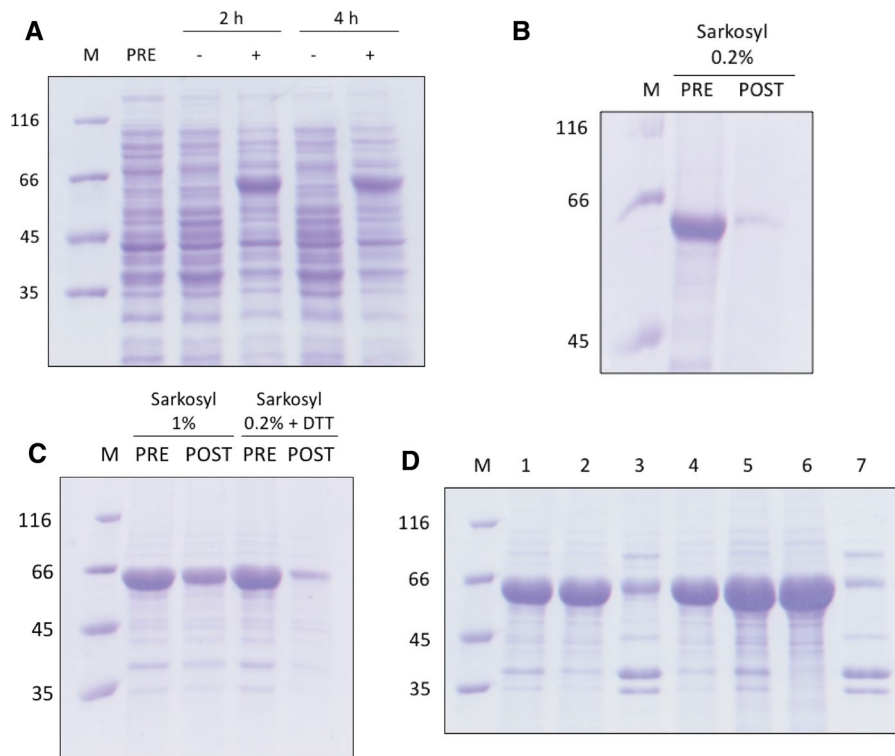 A
2 h 4 h
M PRE - + - +
116
66
45
35
B
Sarkosyl
0.2%
M PRE POST
116
66
45
C
Sarkosyl Sarkosyl
1% 0.2% + DTT
M PRE POST PRE POST
116
66
45
35
D
M 1 2 3 4 5 6 7
116
66
45
35